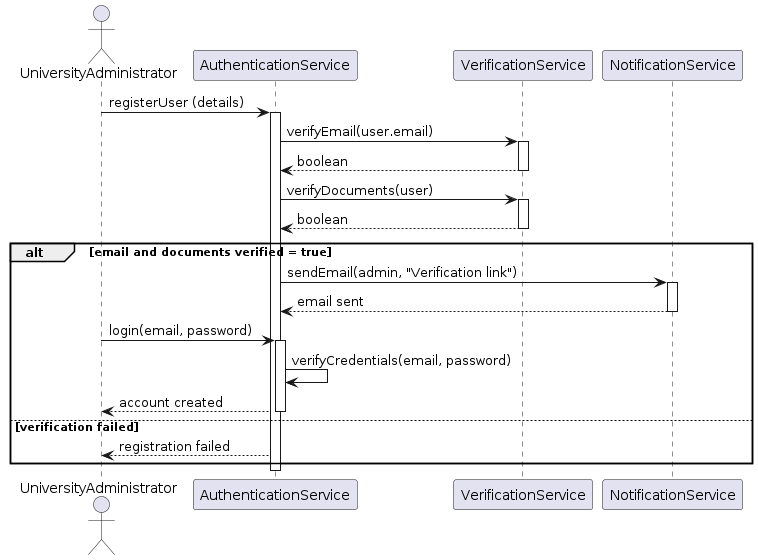 UniversityAdministrator
AuthenticationService
VerificationService
NotificationService
registerUser (details)
verifyEmail(user.email)
boolean
verifyDocuments(user)
boolean
alt
[email and documents verified = true]
sendEmail(admin, "Verification link")
email sent
login(email, password)
verifyCredentials(email, password)
account created
[verification failed]
registration failed
UniversityAdministrator
AuthenticationService
VerificationService
NotificationService